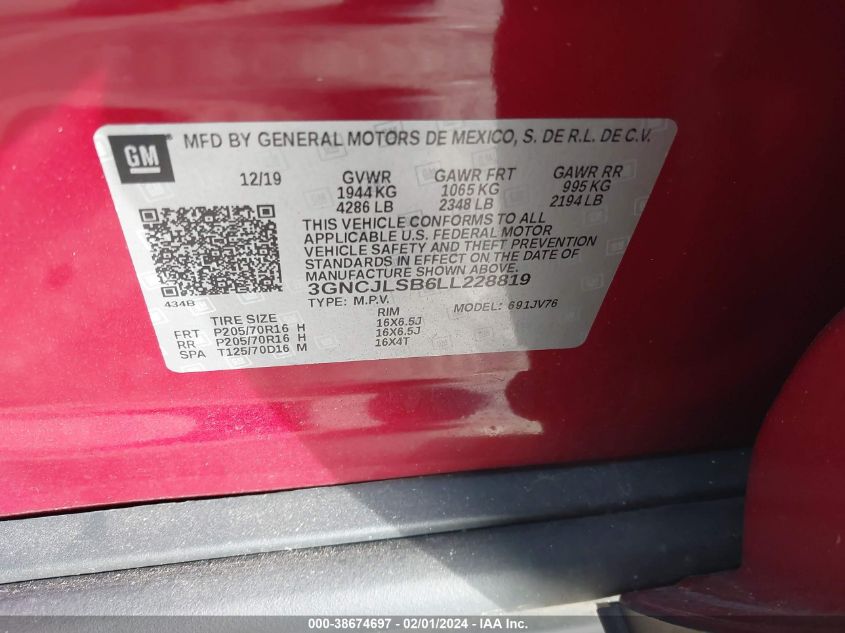 GM
MFD BY GENERAL MOTORS DE MEXICO, S. DE R.L. DE C.V.
12/19 GVWR GAWR FRT GAWR RR
1944 KG 1065 KG 995 KG
4286 LB 2348 LB 2194 LB
THIS VEHICLE CONFORMS TO ALL
APPLICABLE U.S. FEDERAL MOTOR
VEHICLE SAFETY AND THEFT PREVENTION
STANDARDS IN EFFECT ON THE DATE OF
MANUFACTURE SHOWN ABOVE.
434B
3GNCJLSB6LL228819
TYPE: M.P.V. MODEL: 691JV76
TIRE SIZE RIM
FRT P205/70R16 H 16X6.5J
RR P205/70R16 H 16X6.5J
SPA T125/70D16 M 16X4T
000-38674697 - 02/01/2024 - IAAI.COM